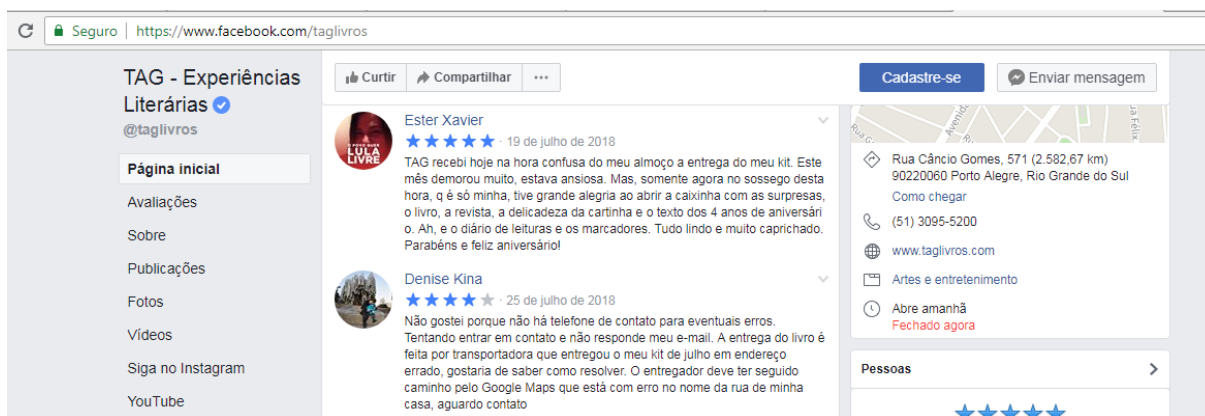 Seguro | https://www.facebook.com/taglivros
TAG - Experiências
Literárias
@taglivros
Página inicial
Avaliações
Sobre
Publicações
Fotos
Vídeos
Siga no Instagram
YouTube
Curtir
Compartilhar
...
Cadastre-se
Enviar mensagem
Ester Xavier
O POVO QUER
LULA
LIVRE
· 19 de julho de 2018
TAG recebi hoje na hora confusa do meu almoço a entrega do meu kit. Este
mês demorou muito, estava ansiosa. Mas, somente agora no sossego desta
hora, q é só minha, tive grande alegria ao abrir a caixinha com as surpresas,
o livro, a revista, a delicadeza da cartinha e o texto dos 4 anos de aniversári
o. Ah, e o diário de leituras e os marcadores. Tudo lindo e muito caprichado.
Parabéns e feliz aniversário!
Denise Kina
· 25 de julho de 2018
Não gostei porque não há telefone de contato para eventuais erros.
Tentando entrar em contato e não responde meu e-mail. A entrega do livro é
feita por transportadora que entregou o meu kit de julho em endereço
errado, gostaria de saber como resolver. O entregador deve ter seguido
caminho pelo Google Maps que está com erro no nome da rua de minha
casa, aguardo contato
Avenida
Rua Félix
Rua Câncio Gomes, 571 (2.582,67 km)
90220060 Porto Alegre, Rio Grande do Sul
Como chegar
(51) 3095-5200
www.taglivros.com
Artes e entretenimento
Abre amanhã
Fechado agora
Pessoas